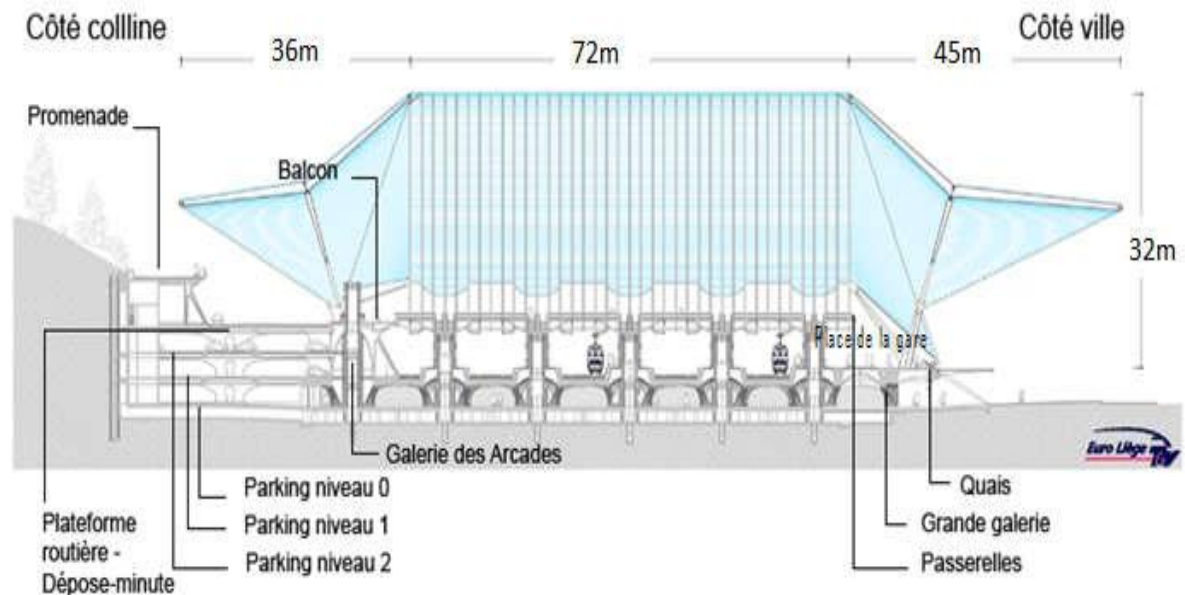 Côté collline
Côté ville
36m
72m
45m
Promenade
Balcon
32m
Place de la gare
Galerie des Arcades
Euro Liège TGV
Parking niveau 0
Quais
Plateforme
routière -
Dépose-minute
Parking niveau 1
Grande galerie
Parking niveau 2
Passerelles